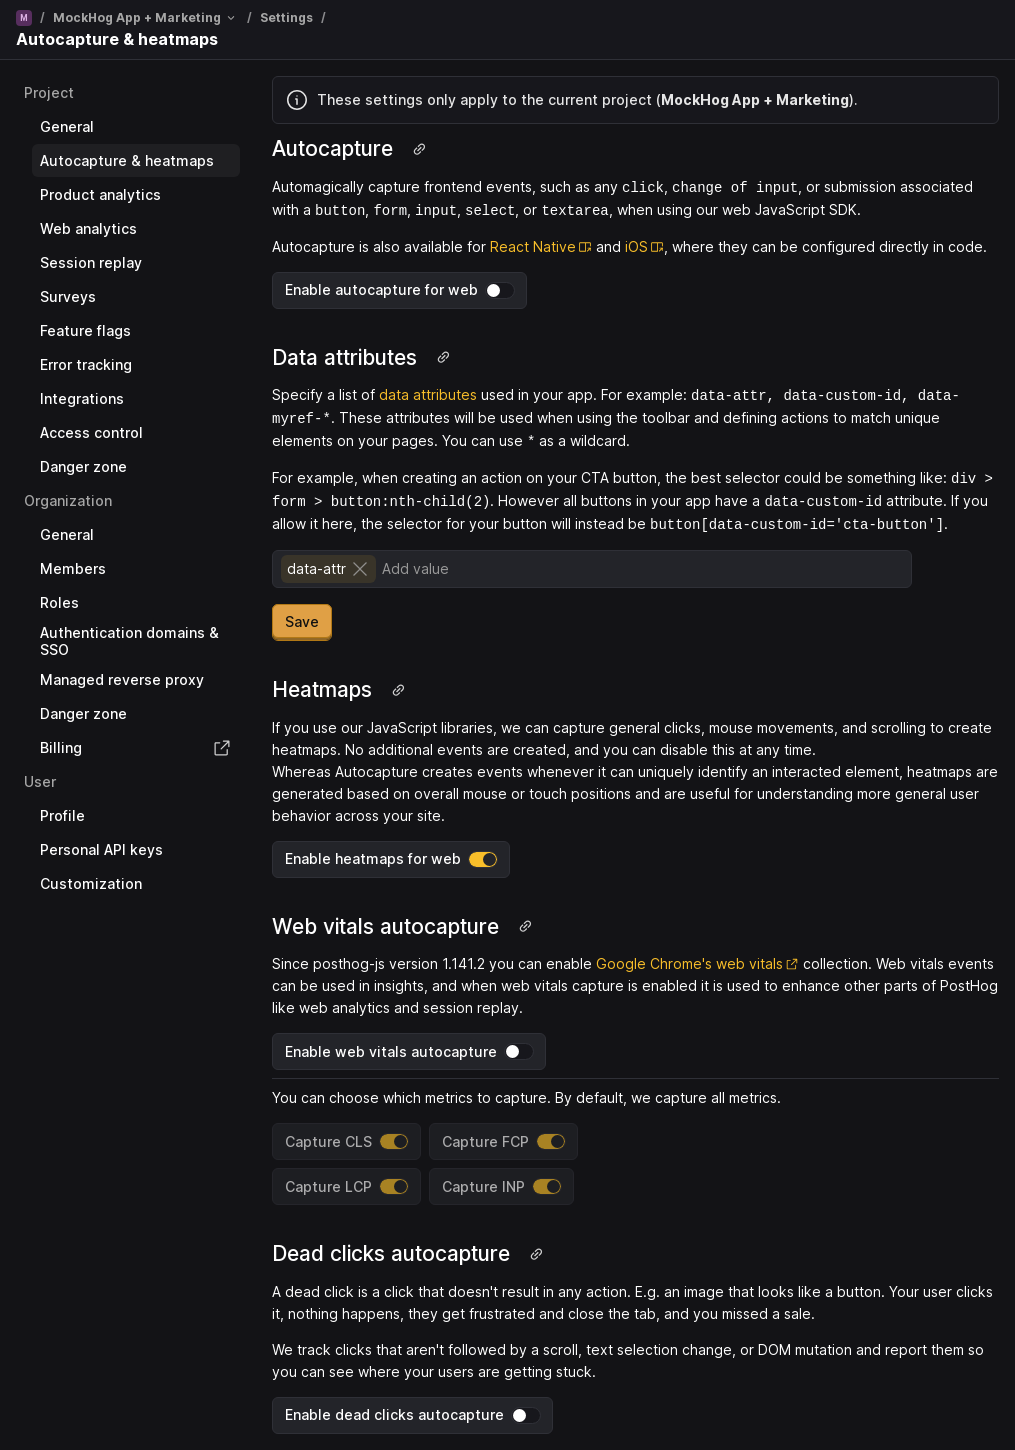 M / MockHog App + Marketing / Settings /
Autocapture & heatmaps
Project
General
Autocapture & heatmaps
Product analytics
Web analytics
Session replay
Surveys
Feature flags
Error tracking
Integrations
Access control
Danger zone
Organization
General
Members
Roles
Authentication domains &
SSO
Managed reverse proxy
Danger zone
Billing
User
Profile
Personal API keys
Customization
These settings only apply to the current project (MockHog App + Marketing).
Autocapture
Automagically capture frontend events, such as any click, change of input, or submission associated
with a button, form, input, select, or textarea, when using our web JavaScript SDK.
Autocapture is also available for React Native and iOS, where they can be configured directly in code.
Enable autocapture for web
Data attributes
Specify a list of data attributes used in your app. For example: data-attr, data-custom-id, data-
myref-*. These attributes will be used when using the toolbar and defining actions to match unique
elements on your pages. You can use * as a wildcard.
For example, when creating an action on your CTA button, the best selector could be something like: div >
form > button:nth-child(2). However all buttons in your app have a data-custom-id attribute. If you
allow it here, the selector for your button will instead be button[data-custom-id='cta-button'].
data-attr Add value
Save
Heatmaps
If you use our JavaScript libraries, we can capture general clicks, mouse movements, and scrolling to create
heatmaps. No additional events are created, and you can disable this at any time.
Whereas Autocapture creates events whenever it can uniquely identify an interacted element, heatmaps are
generated based on overall mouse or touch positions and are useful for understanding more general user
behavior across your site.
Enable heatmaps for web
Web vitals autocapture
Since posthog-js version 1.141.2 you can enable Google Chrome's web vitals collection. Web vitals events
can be used in insights, and when web vitals capture is enabled it is used to enhance other parts of PostHog
like web analytics and session replay.
Enable web vitals autocapture
You can choose which metrics to capture. By default, we capture all metrics.
Capture CLS Capture FCP
Capture LCP Capture INP
Dead clicks autocapture
A dead click is a click that doesn't result in any action. E.g. an image that looks like a button. Your user clicks
it, nothing happens, they get frustrated and close the tab, and you missed a sale.
We track clicks that aren't followed by a scroll, text selection change, or DOM mutation and report them so
you can see where your users are getting stuck.
Enable dead clicks autocapture